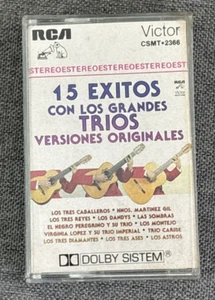 RCA
Victor
CSMT-2366
STEREOESTEREOESTEREOESTEREOESTEREO
15 EXITOS
CON LOS GRANDES
TRIOS
VERSIONES ORIGINALES
LOS TRES CABALLEROS • HNOS. MARTINEZ GIL
LOS TRES REYES • LOS DANDYS • LAS SOMBRAS
EL NEGRO PEREGRINO Y SU TRIO • LOS MONTEJO
VIRGINIA LOPEZ Y SU TRIO IMPERIAL • TRIO CARIBE
LOS TRES DIAMANTES • LOS TRES ASES • LOS ASTROS
DOLBY SISTEM